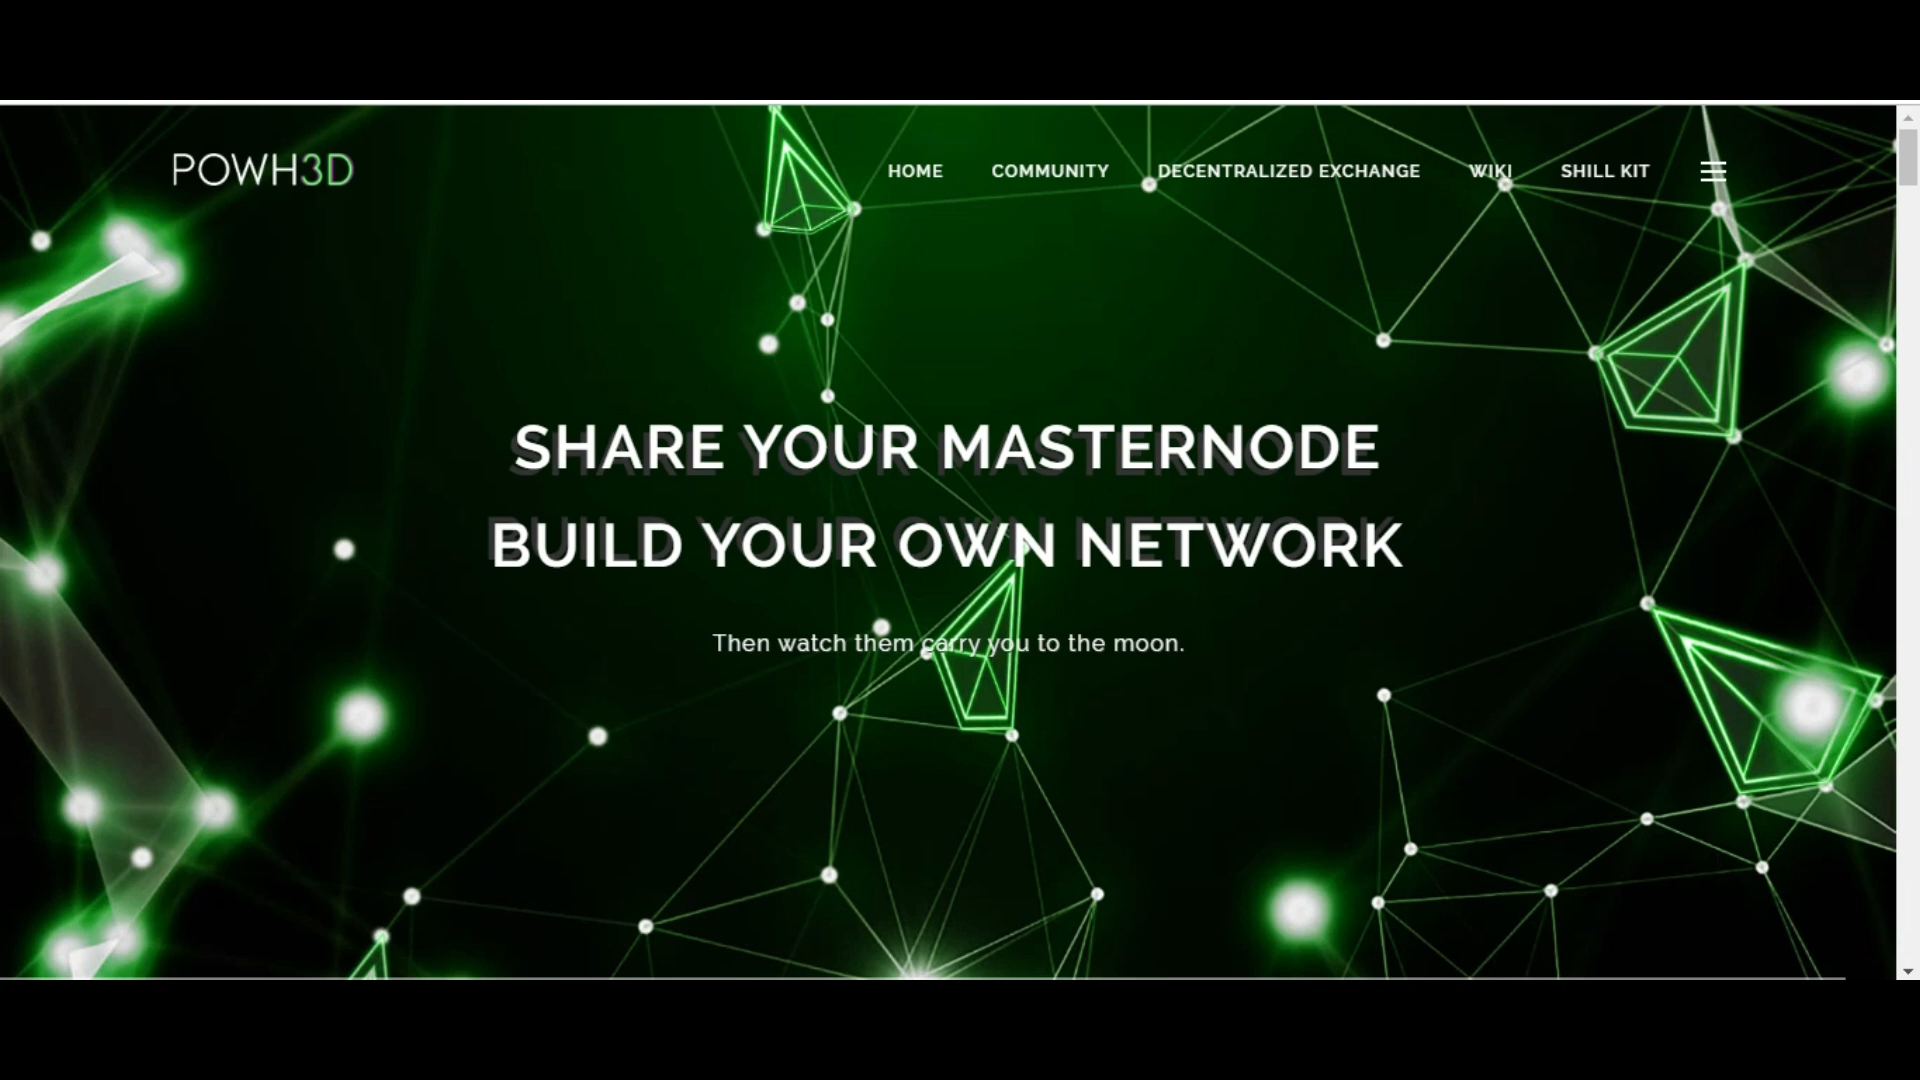 POWH3D
HOME COMMUNITY DECENTRALIZED EXCHANGE WIKI SHILL KIT
SHARE YOUR MASTERNODE
BUILD YOUR OWN NETWORK
Then watch them carry you to the moon.